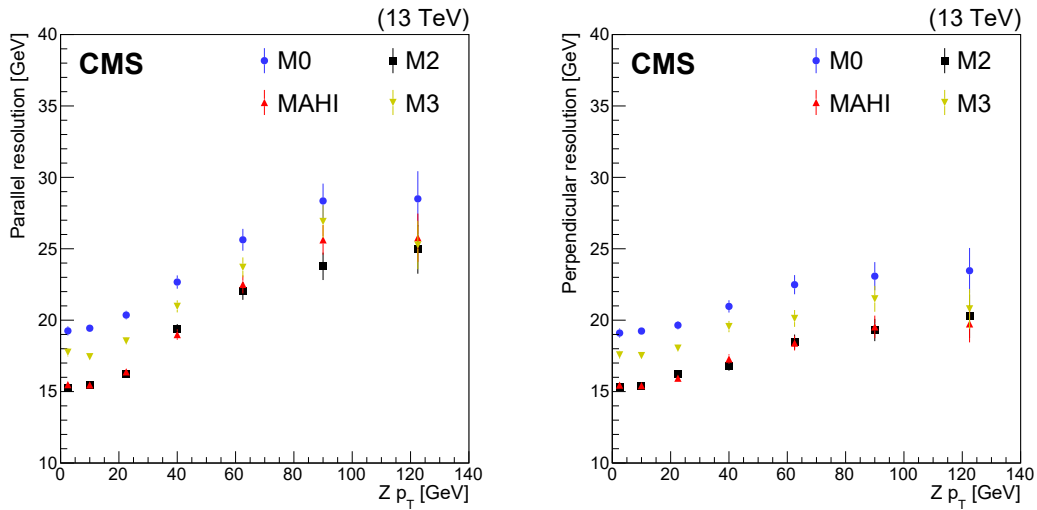 (13 TeV)
Parallel resolution [GeV]
40
35
30
25
20
15
10
CMS
M0
M2
MAHI
M3
0 20 40 60 80 100 120 140
Z p_T [GeV]
(13 TeV)
Perpendicular resolution [GeV]
40
35
30
25
20
15
10
CMS
M0
M2
MAHI
M3
0 20 40 60 80 100 120 140
Z p_T [GeV]